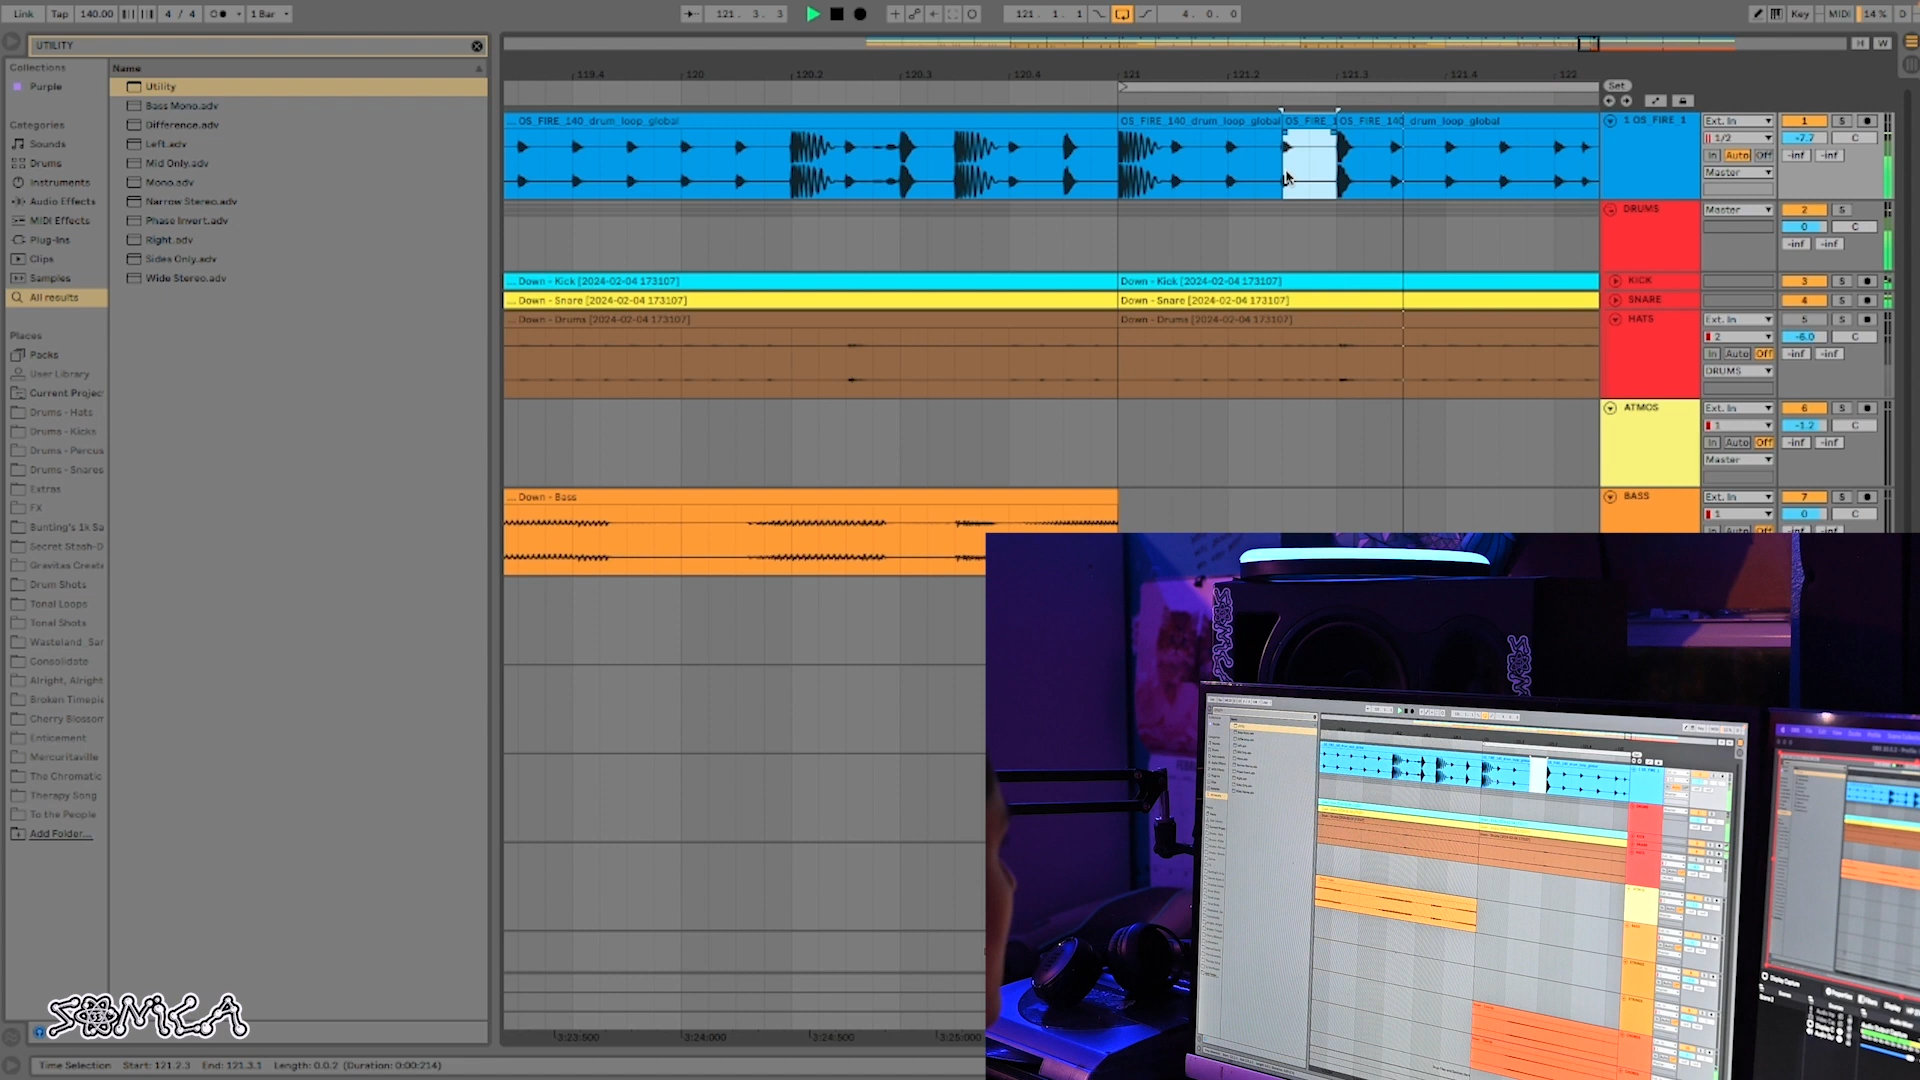 Link Tap 140.00 4 / 4 1 Bar 121. 3. 3 121. 1. 1 4. 0. 0 Key MIDI 14 % D
UTILITY
H W
Collections
Name
Purple
Utility
Bass Mono.adv
Categories
Difference.adv
Sounds
Left.adv
Drums
Mid Only.adv
Instruments
Mono.adv
Audio Effects
Narrow Stereo.adv
MIDI Effects
Phase Invert.adv
Plug-Ins
Right.adv
Clips
Sides Only.adv
Samples
Wide Stereo.adv
All results
Places
Packs
User Library
Current Projec
Drums - Hats
Drums - Kicks
Drums - Percus
Drums - Snares
Extras
FX
Bunting's 1k Sa
Secret Stash-D
Gravitas Create
Drum Shots
Tonal Loops
Tonal Shots
Wasteland_Sar
Consolidate
Alright, Alright
Broken Timepie
Cherry Blossom
Enticement
Mercuritaville
The Chromatic
Therapy Song
To the People
Add Folder...
119.4 120 120.2 120.3 120.4 121 121.2 121.3 121.4 122
Set
... OS_FIRE_140_drum_loop_global OS_FIRE_140_drum_loop_global OS_FIRE_1 OS_FIRE_140_drum_loop_global
1 OS FIRE 1 Ext. In 1 S
1/2 -7.7 C
In Auto Off -inf -inf
Master
DRUMS Master 2 S
0 C
-inf -inf
... Down - Kick [2024-02-04 173107] Down - Kick [2024-02-04 173107] KICK 3 S
... Down - Snare [2024-02-04 173107] Down - Snare [2024-02-04 173107] SNARE 4 S
... Down - Drums [2024-02-04 173107] Down - Drums [2024-02-04 173107] HATS Ext. In 5 S
2 -6.0 C
In Auto Off -inf -inf
DRUMS
ATMOS Ext. In 6 S
1 -1.2 C
In Auto Off -inf -inf
Master
... Down - Bass BASS Ext. In 7 S
1 0 C
3:23:500 3:24:000 3:24:500 3:25:000
SOMCA
Time Selection Start: 121.2.3 End: 121.3.1 Length: 0.0.2 (Duration: 0:00:214)